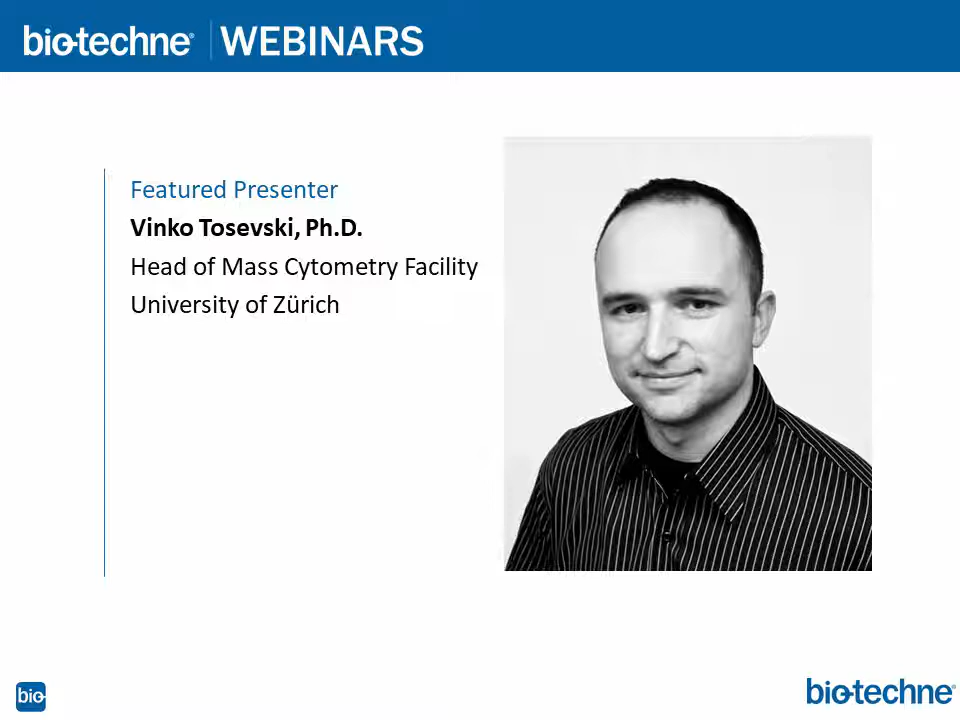 bio-techne® | WEBINARS
Featured Presenter
Vinko Tosevski, Ph.D.
Head of Mass Cytometry Facility
University of Zürich
bio-
bio-techne®